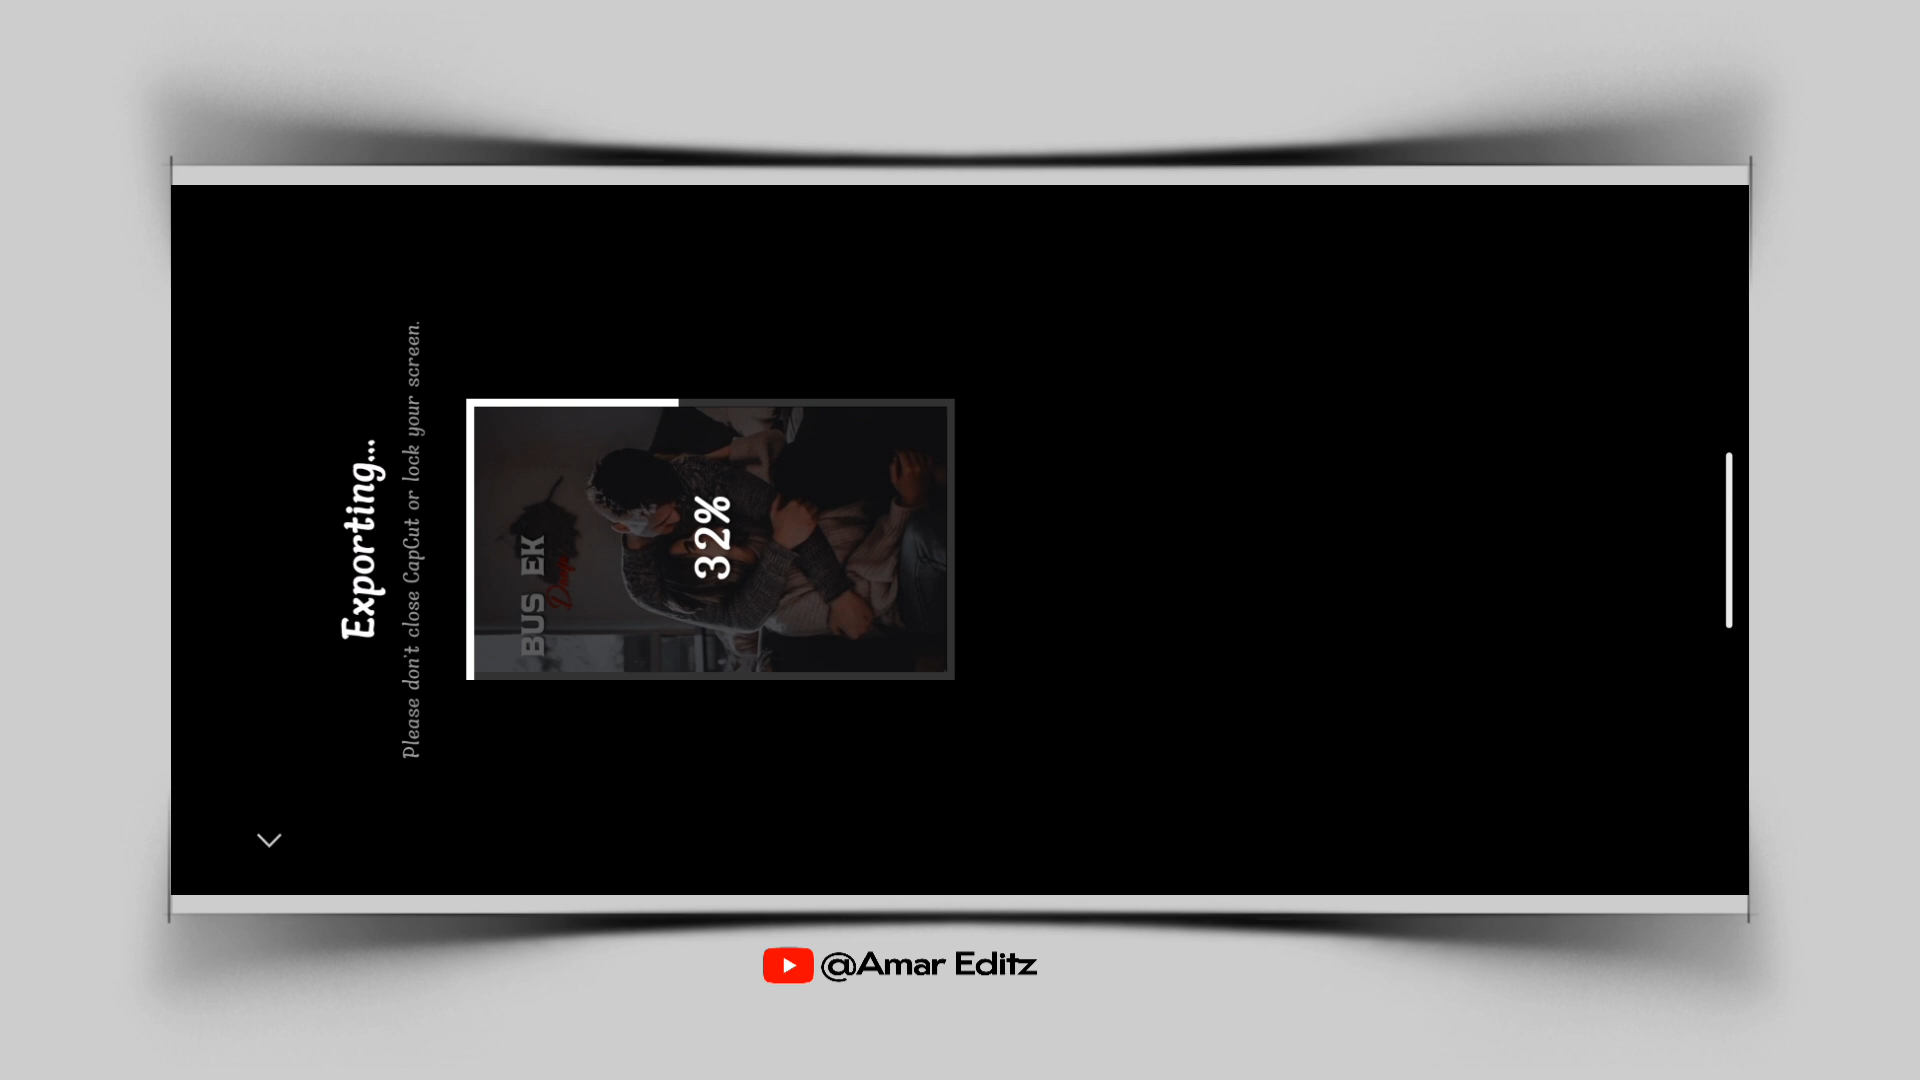 Exporting...
Please don't close CapCut or lock your screen.
BUS EK
32%
@Amar Editz